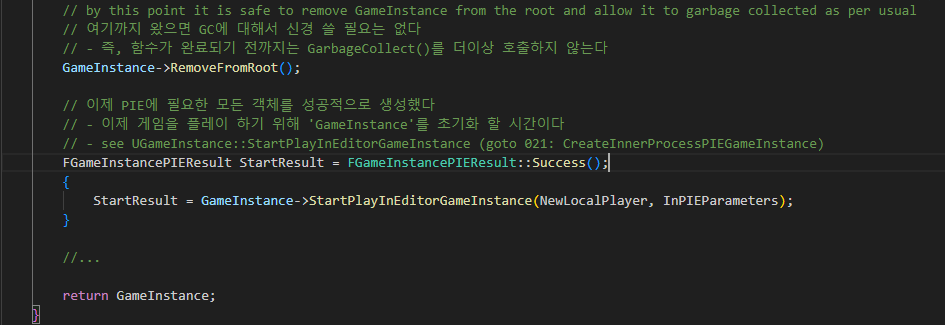 // by this point it is safe to remove GameInstance from the root and allow it to garbage collected as per usual
// 여기까지 왔으면 GC에 대해서 신경 쓸 필요는 없다
// - 즉, 함수가 완료되기 전까지는 GarbageCollect()를 더이상 호출하지 않는다
GameInstance->RemoveFromRoot();
// 이제 PIE에 필요한 모든 객체를 성공적으로 생성했다
// - 이제 게임을 플레이 하기 위해 'GameInstance'를 초기화 할 시간이다
// - see UGameInstance::StartPlayInEditorGameInstance (goto 021: CreateInnerProcessPIEGameInstance)
FGameInstancePIEResult StartResult = FGameInstancePIEResult::Success();
{
StartResult = GameInstance->StartPlayInEditorGameInstance(NewLocalPlayer, InPIEParameters);
}
//...
return GameInstance;
}